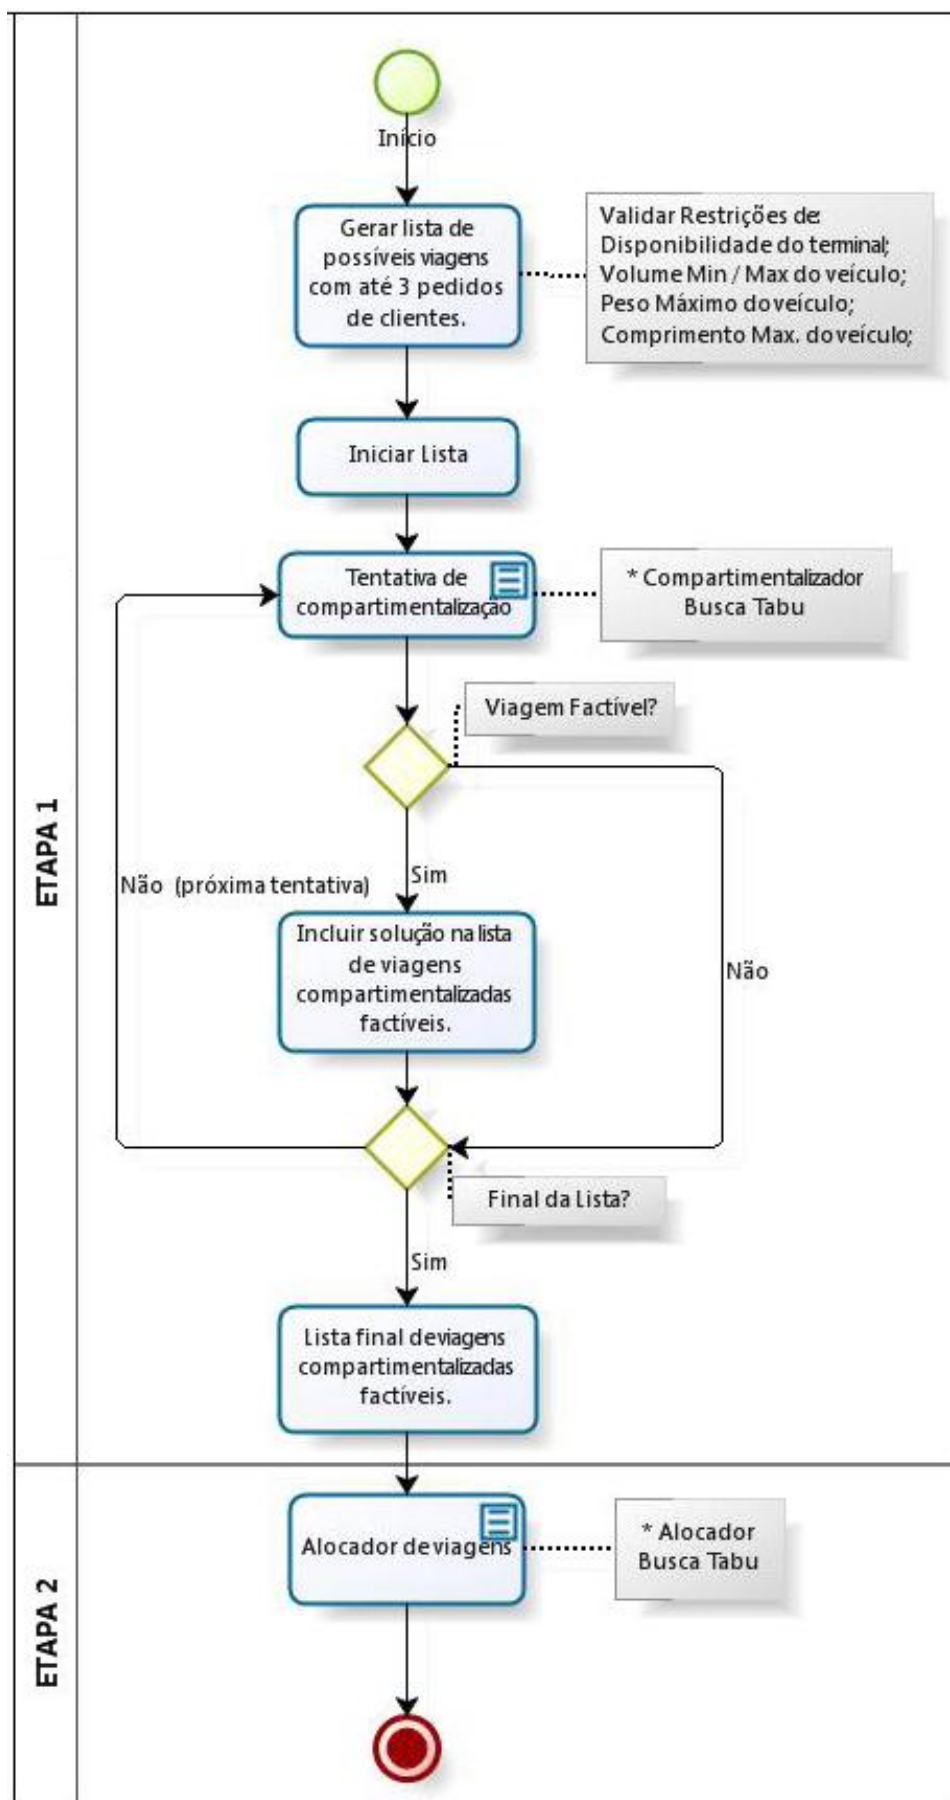 Início
Gerar lista de
possíveis viagens
com até 3 pedidos
de clientes.
Validar Restrições de:
Disponibilidade do terminal;
Volume Min / Max do veículo;
Peso Máximo do veículo;
Comprimento Max. do veículo;
Iniciar Lista
Tentativa de
compartimentalização
* Compartimentalizador
Busca Tabu
Viagem Factível?
ETAPA 1
Sim
Não (próxima tentativa)
Incluir solução na lista
de viagens
compartimentalizadas
factíveis.
Não
Final da Lista?
Sim
Lista final de viagens
compartimentalizadas
factíveis.
ETAPA 2
Alocador de viagens
* Alocador
Busca Tabu